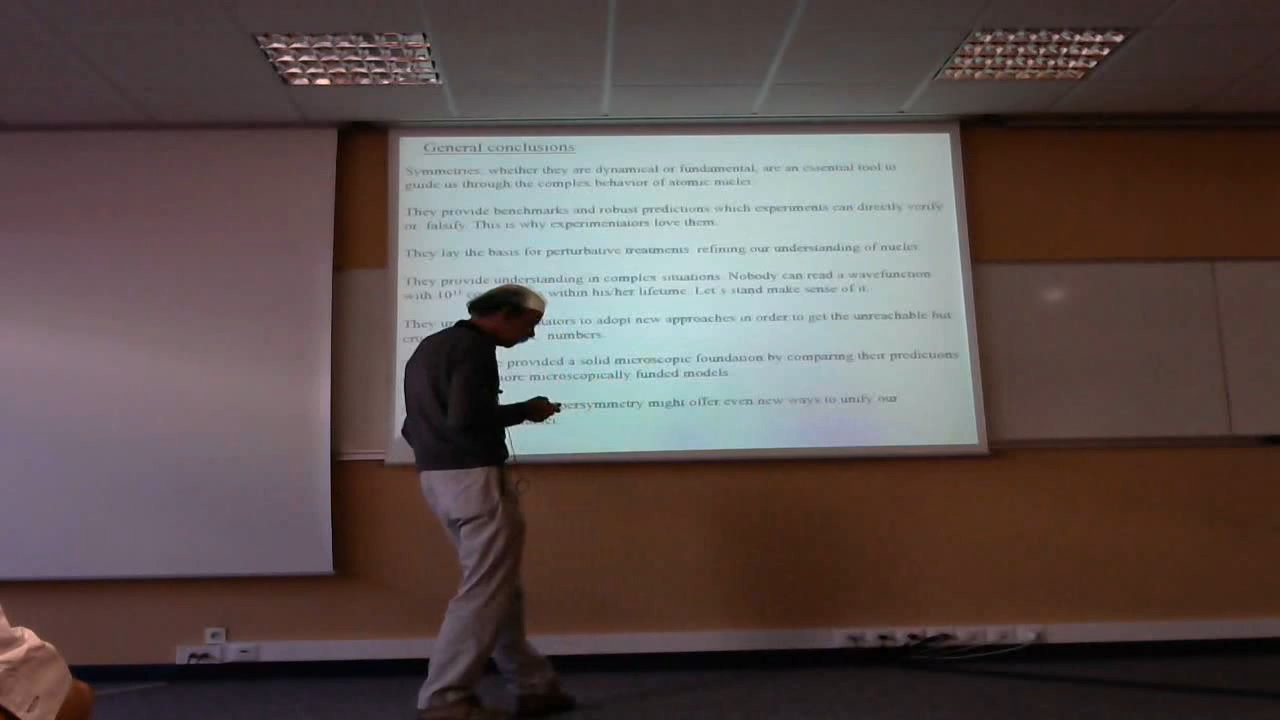 General conclusions
Symmetries, whether they are dynamical or fundamental, are an essential tool to
guide us through the complex behavior of atomic nuclei.
They provide benchmarks and robust predictions which experiments can directly verify
or falsify. This is why experimentators love them.
They lay the basis for perturbative treatments refining our understanding of nuclei.
They provide understanding in complex situations. Nobody can read a wavefunction
with within his/her lifetime. Let's stand make sense of it.
They to adopt new approaches in order to get the unreachable but
numbers.
provided a solid microscopic foundation by comparing their predictions
microscopically funded models.
might offer even new ways to unify our